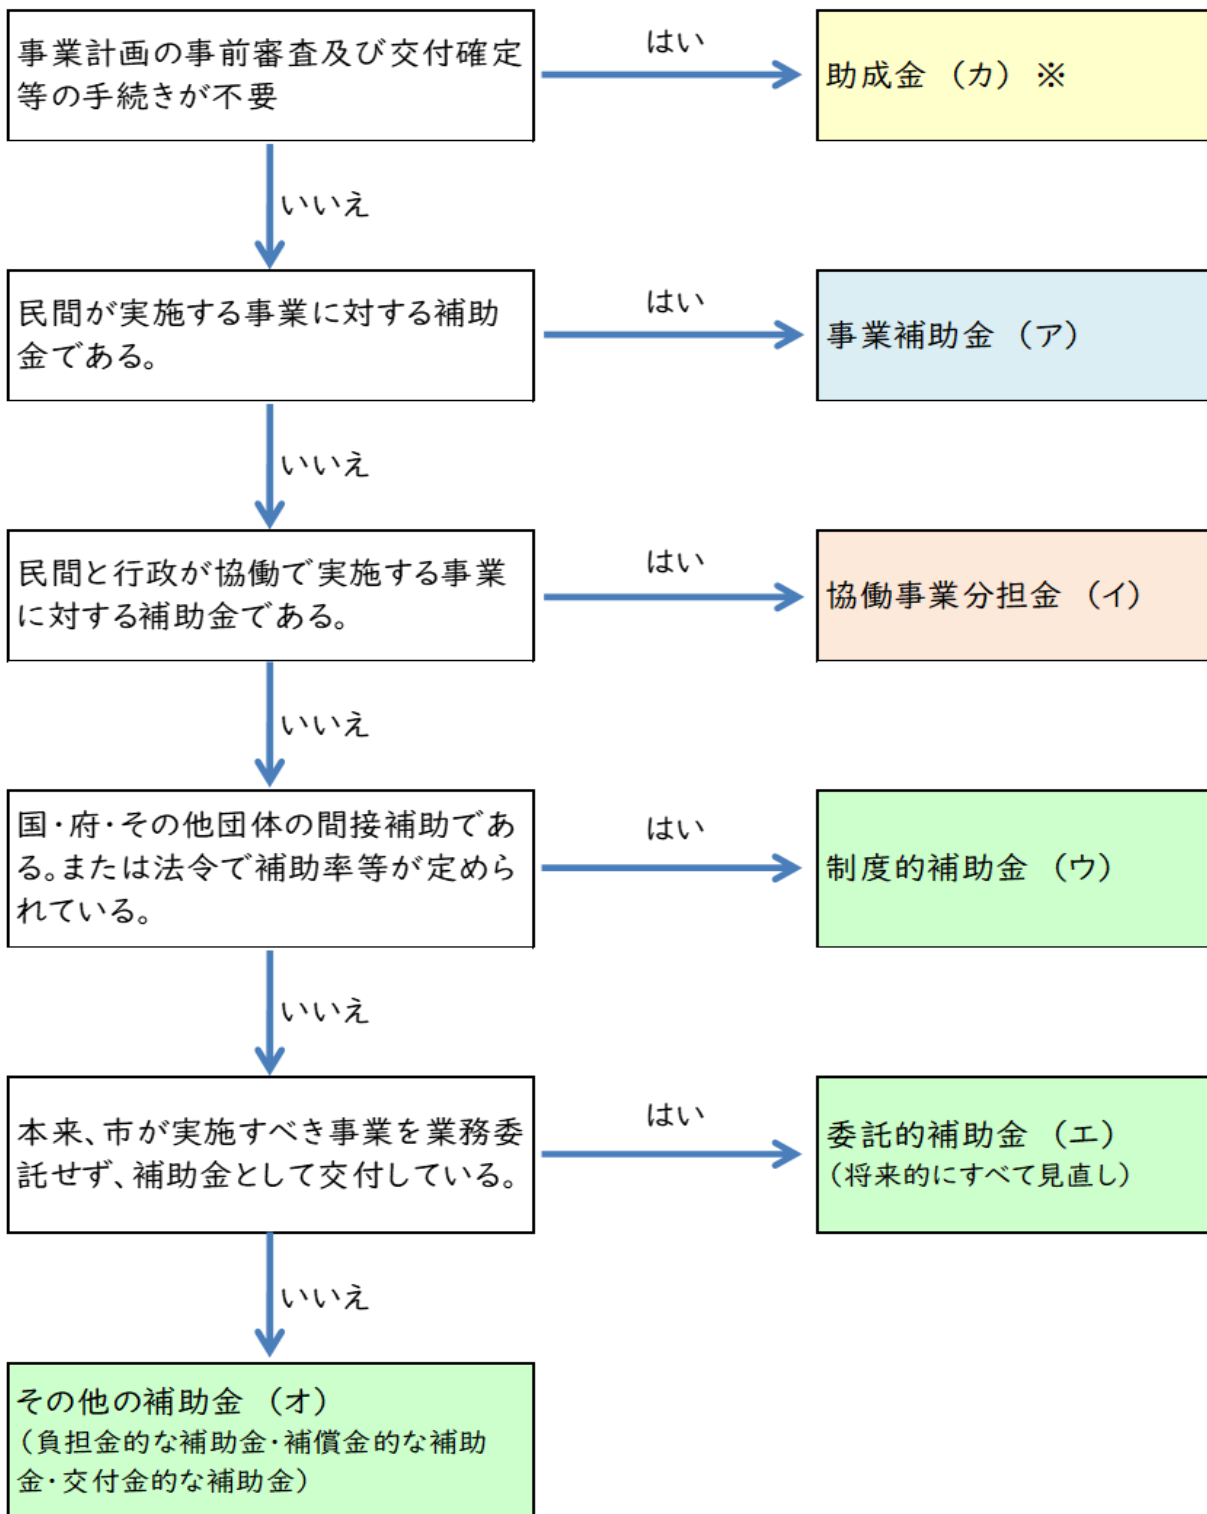 事業計画の事前審査及び交付確定
等の手続きが不要
はい
助成金 （カ） ※
いいえ
民間が実施する事業に対する補助
金である。
はい
事業補助金 （ア）
いいえ
民間と行政が協働で実施する事業
に対する補助金である。
はい
協働事業分担金 （イ）
いいえ
国・府・その他団体の間接補助であ
る。または法令で補助率等が定めら
れている。
はい
制度的補助金 （ウ）
いいえ
本来、市が実施すべき事業を業務委
託せず、補助金として交付している。
はい
委託的補助金 （エ）
（将来的にすべて見直し）
いいえ
その他の補助金 （オ）
（負担金的な補助金・補償金的な補助
金・交付金的な補助金）